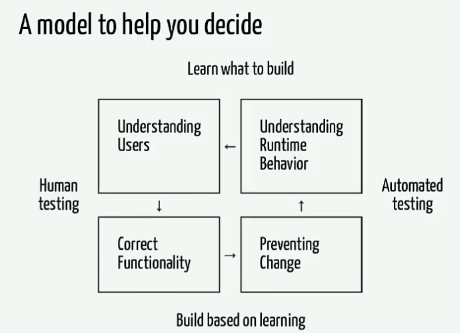 A model to help you decide
Learn what to build
Understanding
Users
←
Understanding
Runtime
Behavior
Human
testing
Automated
testing
↓
↑
Correct
Functionality
→
Preventing
Change
Build based on learning